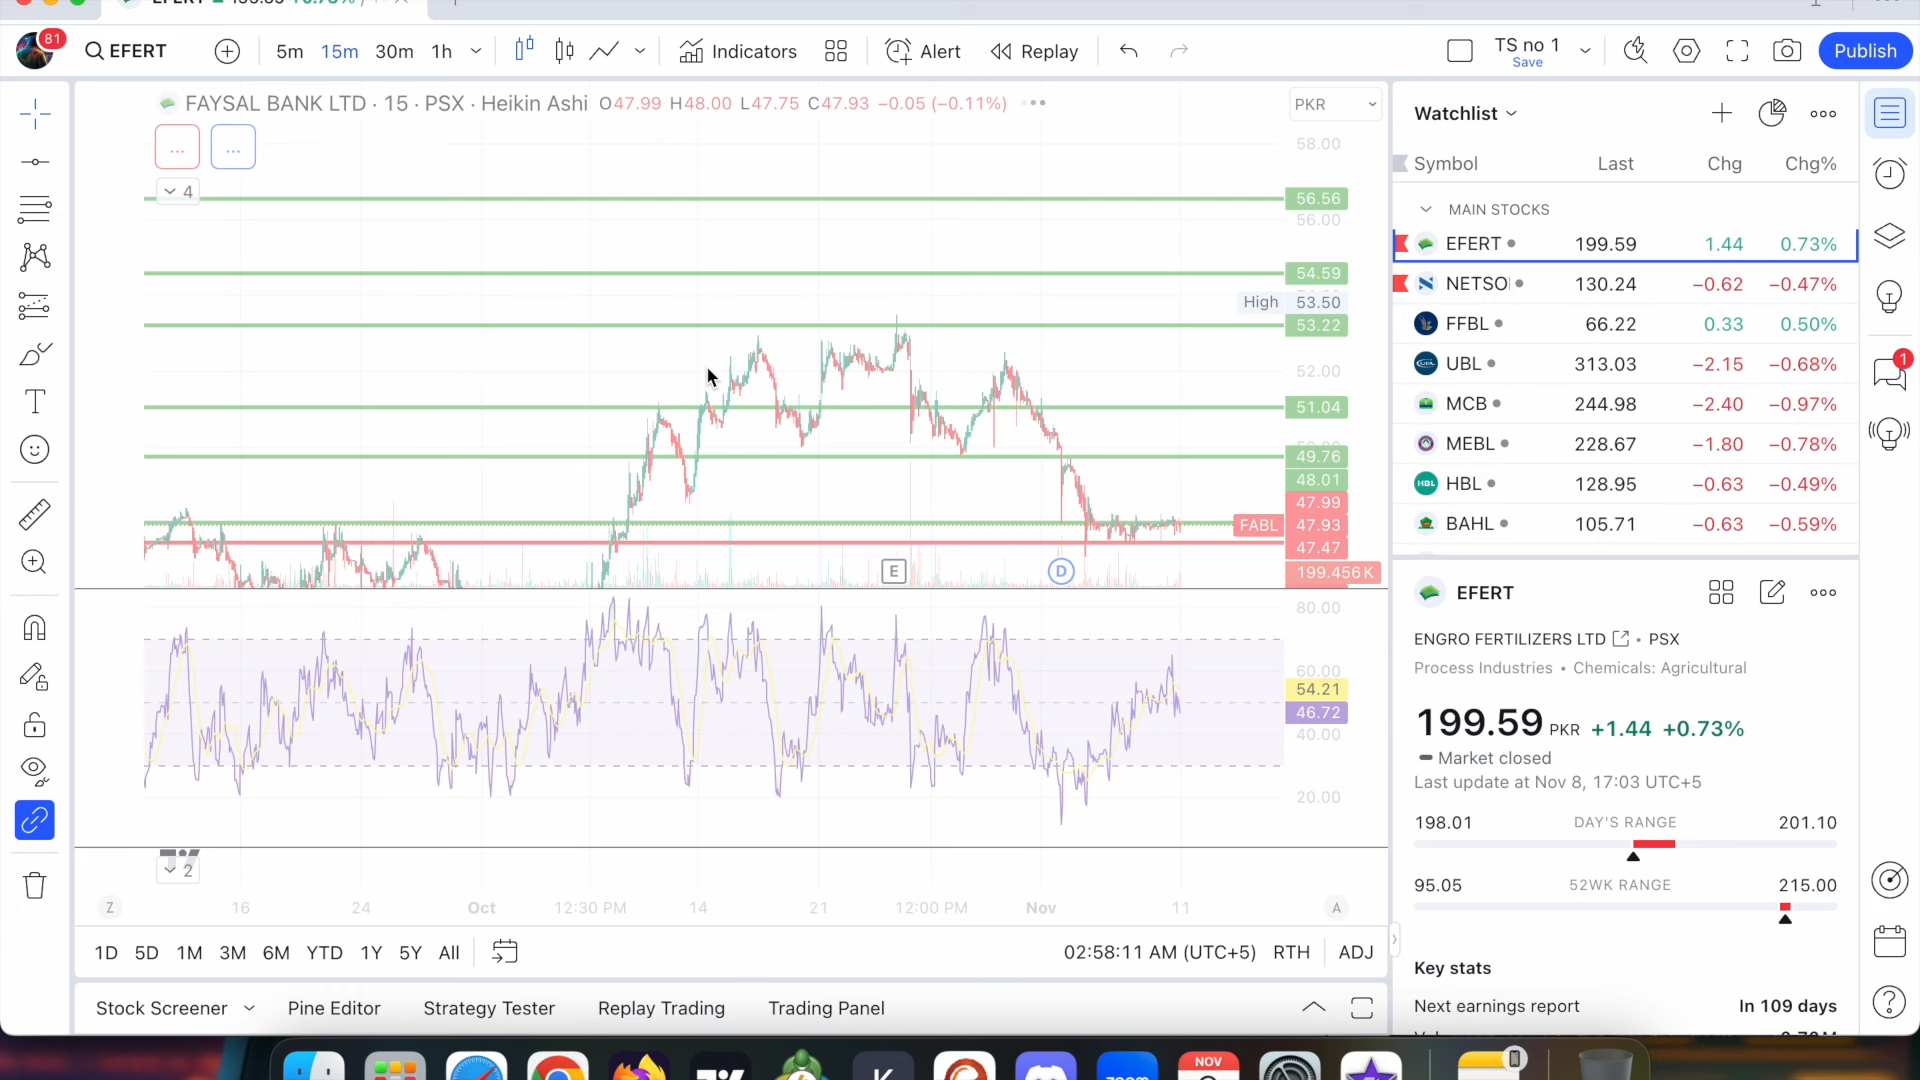 81
EFERT
5m 15m 30m 1h
Indicators
Alert
Replay
TS no 1
Save
Publish
FAYSAL BANK LTD · 15 · PSX · Heikin Ashi O47.99 H48.00 L47.75 C47.93 −0.05 (−0.11%)
PKR
4
58.00
56.56
56.00
54.59
High 53.50
53.22
52.00
51.04
49.76
48.01
47.99
FABL 47.93
47.47
199.456K
E
D
80.00
60.00
54.21
46.72
40.00
20.00
2
Z 16 24 Oct 12:30 PM 14 21 12:00 PM Nov 11 A
1D 5D 1M 3M 6M YTD 1Y 5Y All
02:58:11 AM (UTC+5) RTH ADJ
Stock Screener Pine Editor Strategy Tester Replay Trading Trading Panel
Watchlist
Symbol Last Chg Chg%
MAIN STOCKS
EFERT 199.59 1.44 0.73%
NETSO 130.24 −0.62 −0.47%
FFBL 66.22 0.33 0.50%
UBL 313.03 −2.15 −0.68%
MCB 244.98 −2.40 −0.97%
MEBL 228.67 −1.80 −0.78%
HBL 128.95 −0.63 −0.49%
BAHL 105.71 −0.63 −0.59%
EFERT
ENGRO FERTILIZERS LTD • PSX
Process Industries • Chemicals: Agricultural
199.59 PKR +1.44 +0.73%
Market closed
Last update at Nov 8, 17:03 UTC+5
198.01 DAY'S RANGE 201.10
95.05 52WK RANGE 215.00
Key stats
Next earnings report In 109 days
1
NOV